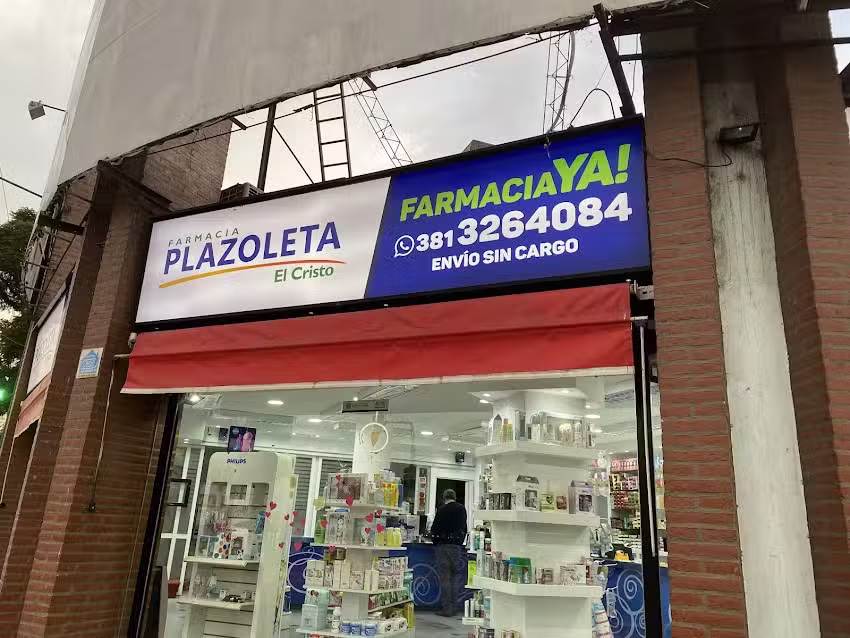 FARMACIA
PLAZOLETA
El Cristo
FARMACIAYA!
381 3264084
ENVÍO SIN CARGO
PHILIPS